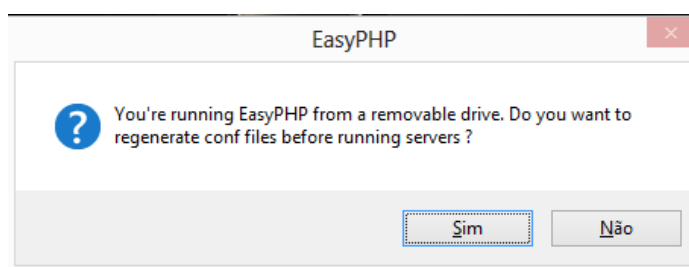 EasyPHP
You're running EasyPHP from a removable drive. Do you want to
regenerate conf files before running servers ?
Sim
Não